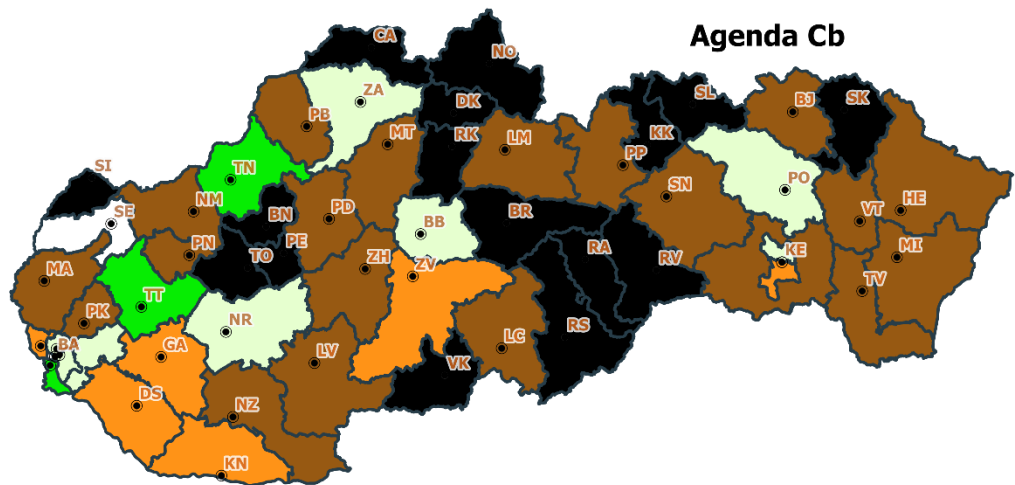 Agenda Cb
CA
NO
ZA
DK
SL
BJ
SK
PB
MT
RK
LM
KK
PP
SI
TN
SE
NM
BN
PD
BB
BR
SN
PO
VT
HE
PN
TO
PE
ZH
ZV
RA
RV
KE
MI
MA
TV
PK
TT
NR
RS
BA
GA
LV
VK
LC
DS
NZ
KN